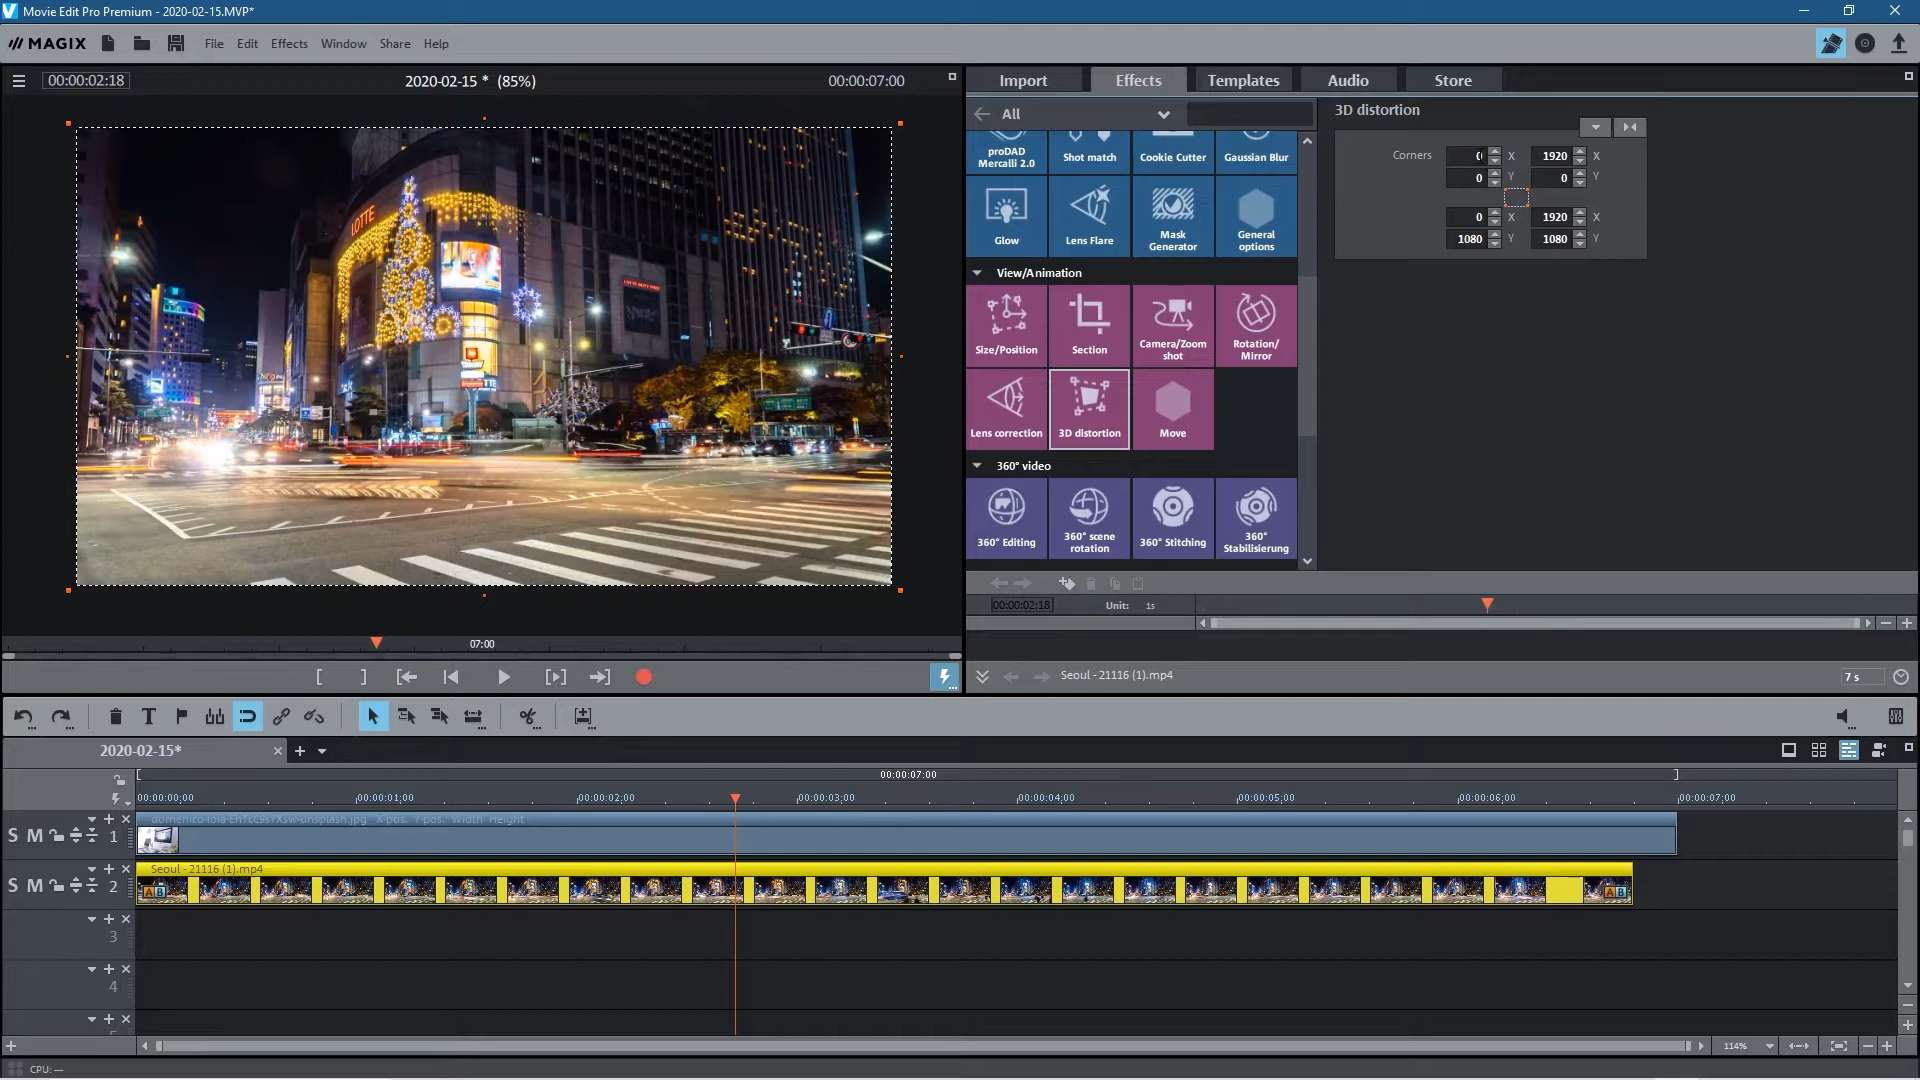 Movie Edit Pro Premium - 2020-02-15.MVP*
MAGIX File Edit Effects Window Share Help
00:00:02:18 2020-02-15 * (85%) 00:00:07:00
Import Effects Templates Audio Store
All
3D distortion
proDAD Mercalli 2.0 Shot match Cookie Cutter Gaussian Blur
Corners 0 X 1920 X
0 Y 0 Y
0 X 1920 X
1080 Y 1080 Y
Glow Lens Flare Mask Generator General options
View/Animation
Size/Position Section Camera/Zoom shot Rotation/ Mirror
Lens correction 3D distortion Move
360° video
360° Editing 360° scene rotation 360° Stitching 360° Stabilisierung
LOTTE
00:00:02:18 Unit: 1s
07:00
Seoul - 21116 (1).mp4 7 s
2020-02-15*
00:00:07:00
00:00:00;00 00:00:01;00 00:00:02;00 00:00:03;00 00:00:04;00 00:00:05;00 00:00:06;00 00:00:07;00
S M 1
X-pos. Y-pos. Width Height
Seoul - 21116 (1).mp4
S M 2
A B A B
3
4
114%
CPU: —